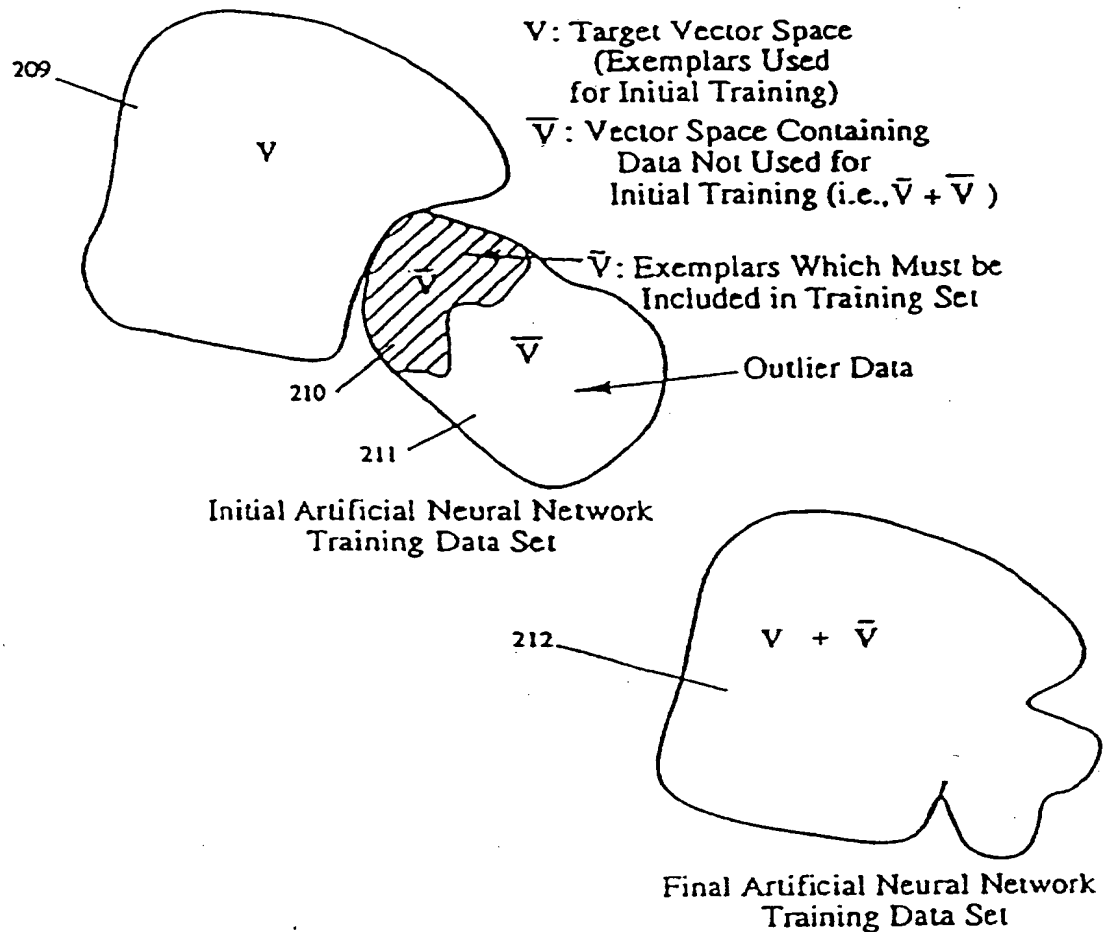 V: Target Vector Space
(Exemplars Used
for Initial Training)
V̅: Vector Space Containing
Data Not Used for
Initial Training (i.e., V̄ + V̅ )
V̄: Exemplars Which Must be
Included in Training Set
Outlier Data
209
V
V̄
V̅
210
211
Initial Artificial Neural Network
Training Data Set
212
V + V̄
Final Artificial Neural Network
Training Data Set